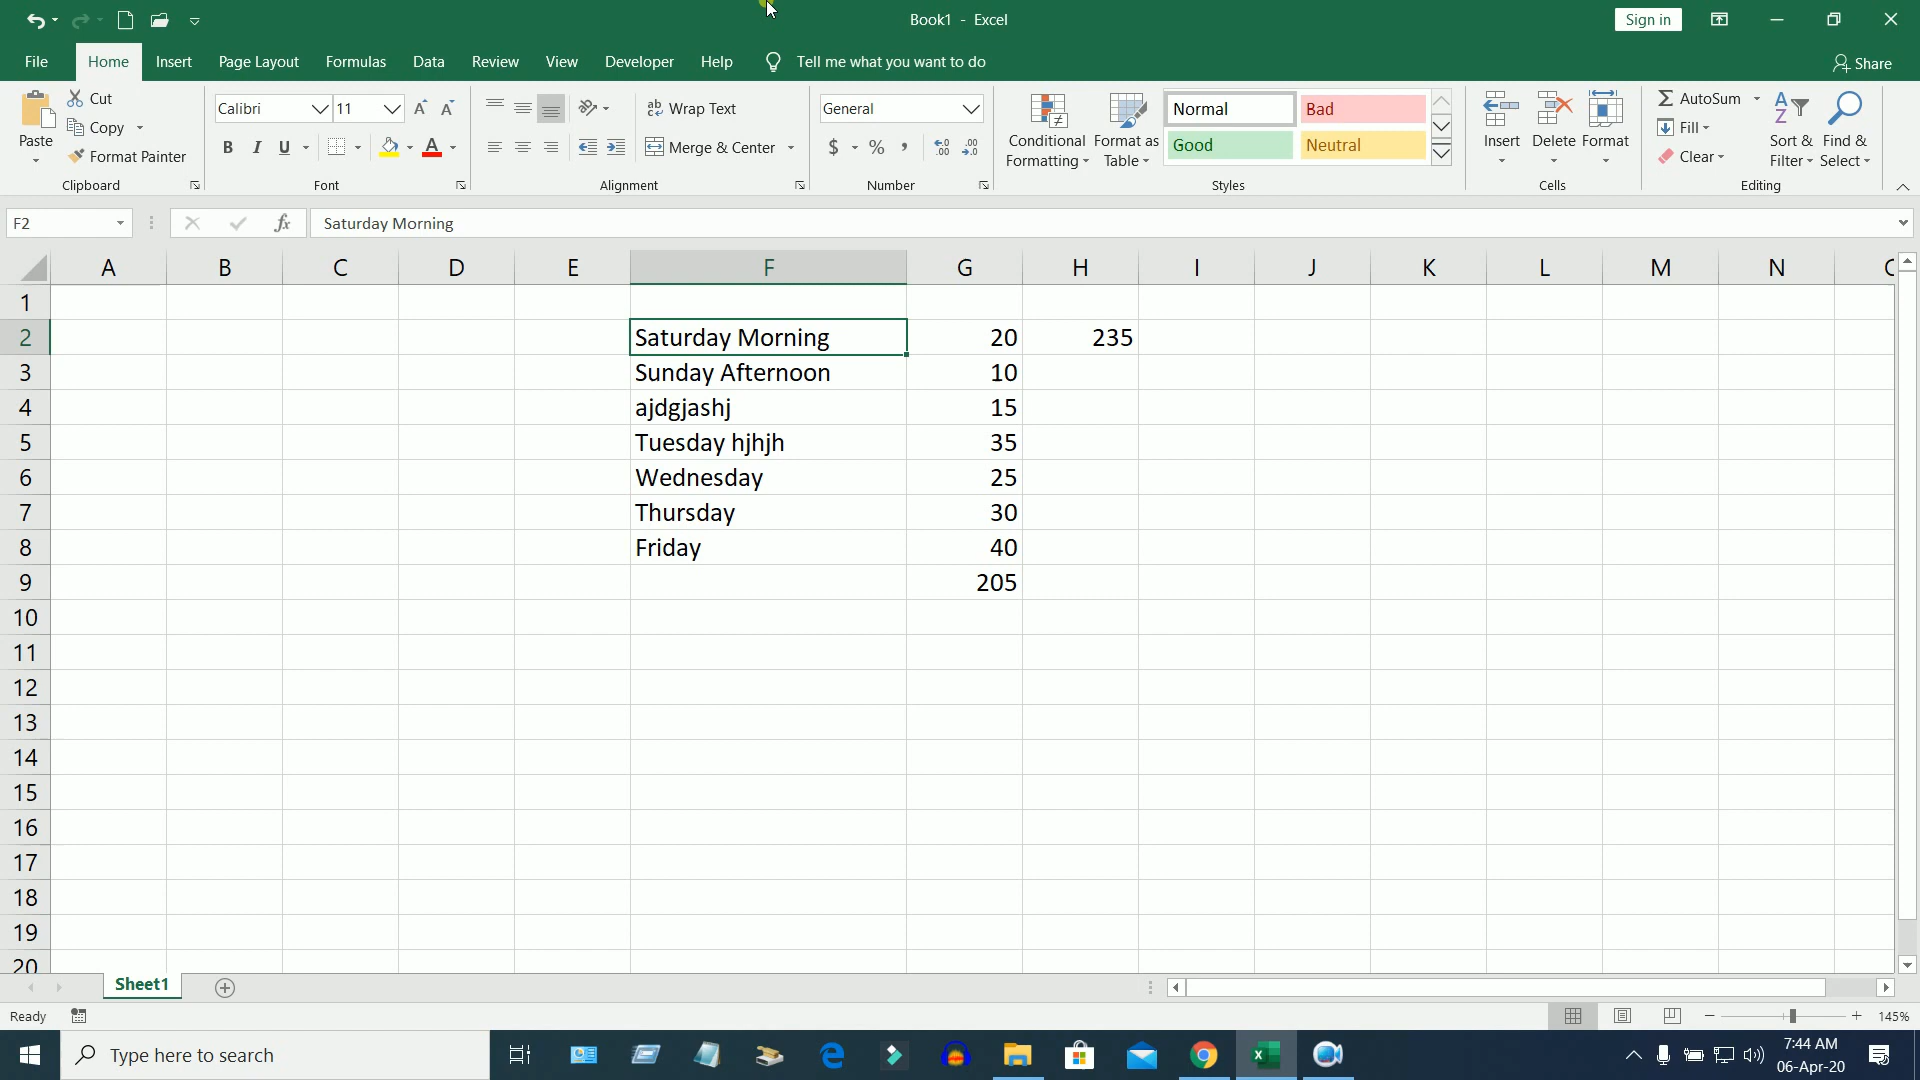 Book1 - Excel
Sign in
File Home Insert Page Layout Formulas Data Review View Developer Help Tell me what you want to do
Share
Paste
Cut
Copy
Format Painter
Clipboard
Calibri 11
B I U
Font
Wrap Text
Merge & Center
Alignment
General
$ % ,
Number
Conditional Formatting
Format as Table
Normal Bad
Good Neutral
Styles
Insert Delete Format
Cells
AutoSum
Fill
Clear
Sort & Filter
Find & Select
Editing
F2 fx Saturday Morning
A B C D E F G H I J K L M N
1
2 Saturday Morning 20 235
3 Sunday Afternoon 10
4 ajdgjashj 15
5 Tuesday hjhjh 35
6 Wednesday 25
7 Thursday 30
8 Friday 40
9 205
10
11
12
13
14
15
16
17
18
19
20
Sheet1
Ready 145%
Type here to search
7:44 AM
06-Apr-20